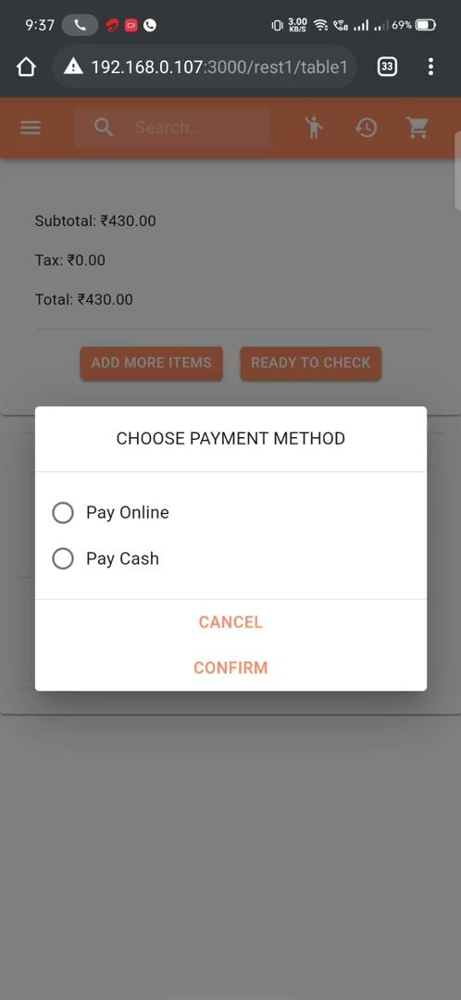 9:37 3.00 KB/S 69%
192.168.0.107:3000/rest1/table1 33
Search...
Subtotal: ₹430.00
Tax: ₹0.00
Total: ₹430.00
ADD MORE ITEMS READY TO CHECK
CHOOSE PAYMENT METHOD
Pay Online
Pay Cash
CANCEL
CONFIRM